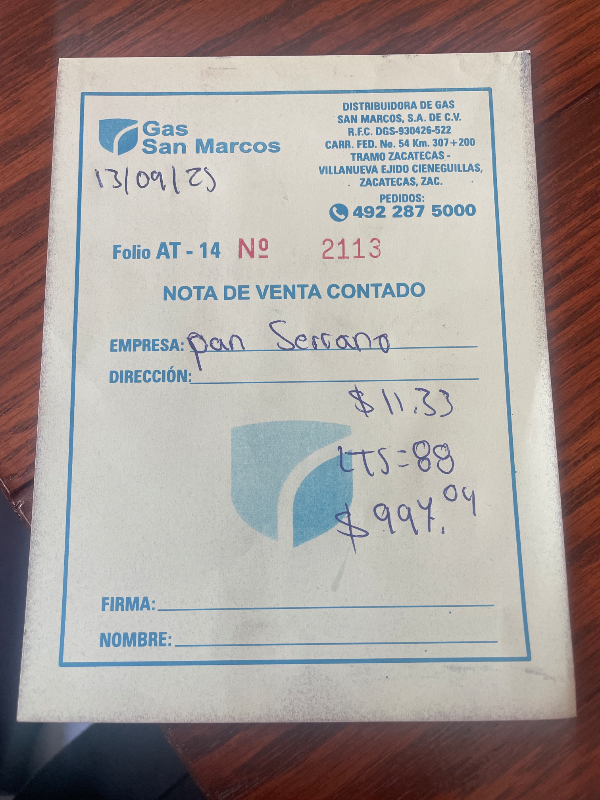 Gas
San Marcos
13/09/25
DISTRIBUIDORA DE GAS
SAN MARCOS, S.A. DE C.V.
R.F.C. DGS-930426-522
CARR. FED. No. 54 Km. 307+200
TRAMO ZACATECAS -
VILLANUEVA EJIDO CIENEGUILLAS,
ZACATECAS, ZAC.
PEDIDOS:
492 287 5000
Folio AT - 14 Nº 2113
NOTA DE VENTA CONTADO
EMPRESA: pan Serrano
DIRECCIÓN:
$ 11.33
LTS = 88
$ 997.04
FIRMA:
NOMBRE: